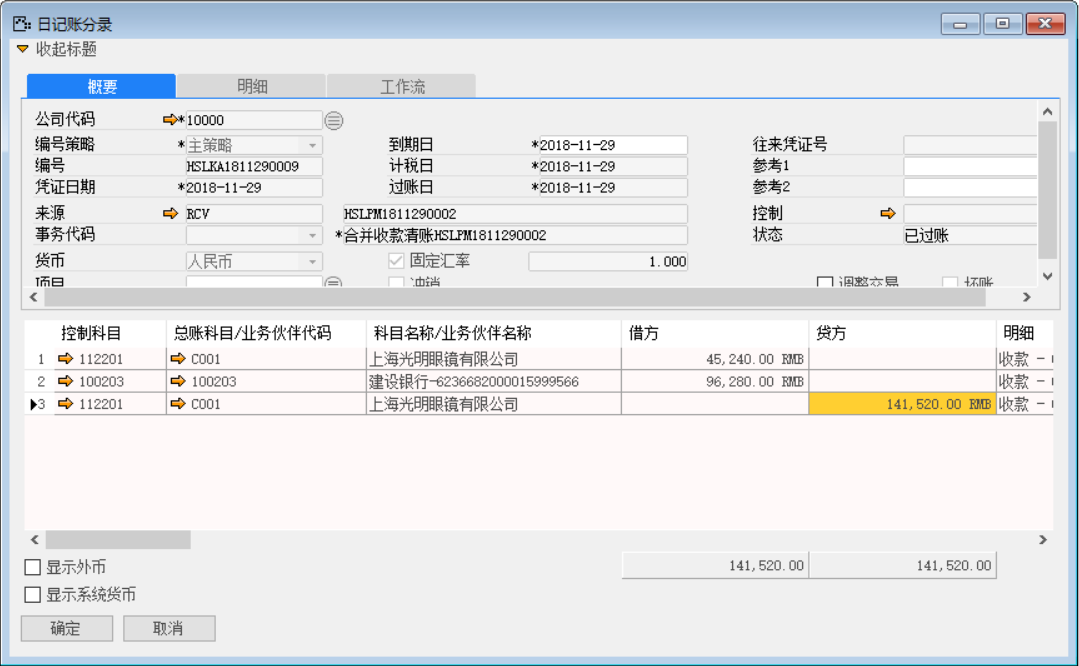 日记账分录
收起标题
概要 明细 工作流
公司代码 *10000
编号策略 *主策略 到期日 *2018-11-29 往来凭证号
编号 HSLKA1811290009 计税日 *2018-11-29 参考1
凭证日期 *2018-11-29 过账日 *2018-11-29 参考2
来源 RCV HSLPM1811290002 控制
事务代码 *合并收款清账HSLPM1811290002 状态 已过账
货币 人民币 固定汇率 1.000
项目 冲销 调整交易 坏账
控制科目 总账科目/业务伙伴代码 科目名称/业务伙伴名称 借方 贷方 明细
1 112201 C001 上海光明眼镜有限公司 45,240.00 RMB 收款 -
2 100203 100203 建设银行-6236682000015999566 96,280.00 RMB 收款 -
3 112201 C001 上海光明眼镜有限公司 141,520.00 RMB 收款 -
显示外币 141,520.00 141,520.00
显示系统货币
确定 取消